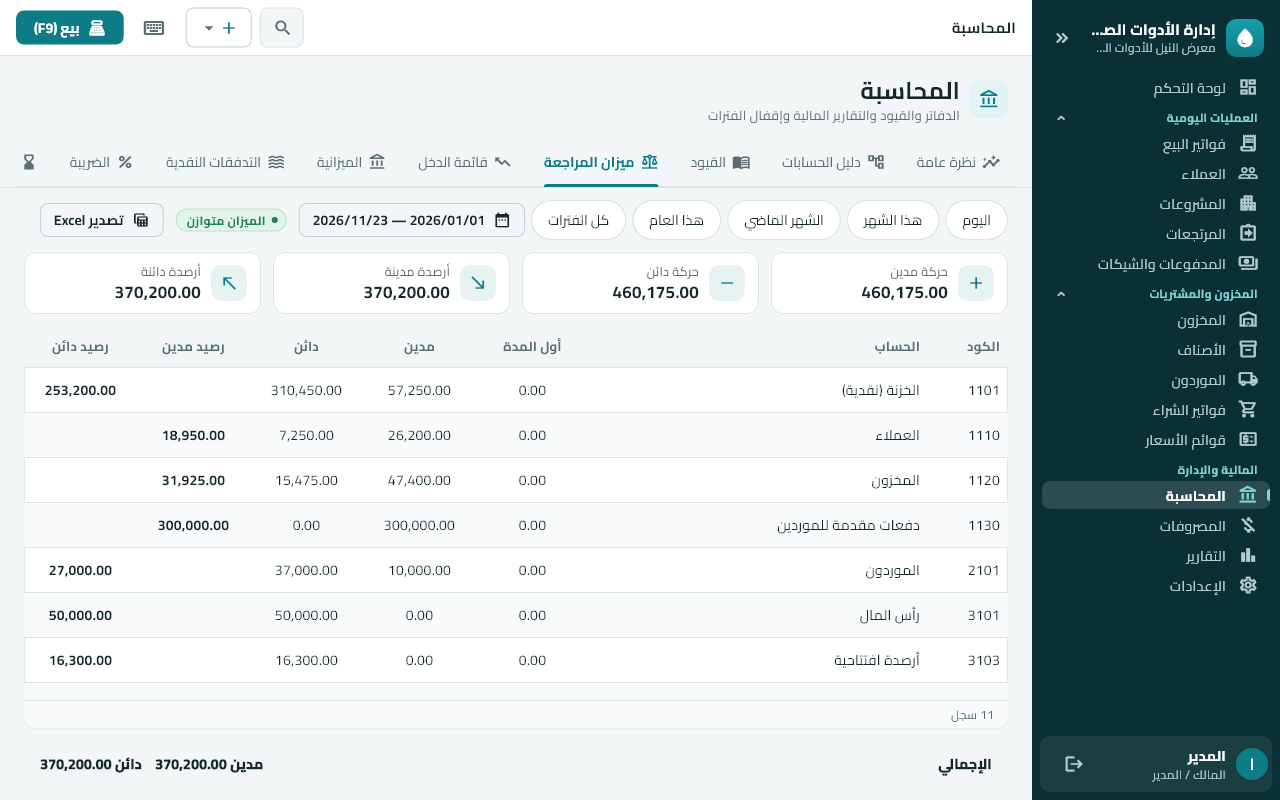 إدارة الأدوات الصـ...
معرض النيل للأدوات الـ...
لوحة التحكم
العمليات اليومية
فواتير البيع
العملاء
المشروعات
المرتجعات
المدفوعات والشيكات
المخزون والمشتريات
المخزون
الأصناف
الموردون
فواتير الشراء
قوائم الأسعار
المالية والإدارة
المحاسبة
المصروفات
التقارير
الإعدادات
المدير
المالك / المدير
ا
المحاسبة
بيع (F9)
المحاسبة
الدفاتر والقيود والتقارير المالية وإقفال الفترات
نظرة عامة دليل الحسابات القيود ميزان المراجعة قائمة الدخل الميزانية التدفقات النقدية الضريبة
اليوم هذا الشهر الشهر الماضي هذا العام كل الفترات 2026/11/23 — 2026/01/01 الميزان متوازن تصدير Excel
حركة مدين حركة دائن أرصدة مدينة أرصدة دائنة
460,175.00 460,175.00 370,200.00 370,200.00
الكود الحساب أول المدة مدين دائن رصيد مدين رصيد دائن
1101 الخزنة (نقدية) 0.00 57,250.00 310,450.00 253,200.00
1110 العملاء 0.00 26,200.00 7,250.00 18,950.00
1120 المخزون 0.00 47,400.00 15,475.00 31,925.00
1130 دفعات مقدمة للموردين 0.00 300,000.00 0.00 300,000.00
2101 الموردون 0.00 10,000.00 37,000.00 27,000.00
3101 رأس المال 0.00 0.00 50,000.00 50,000.00
3103 أرصدة افتتاحية 0.00 0.00 16,300.00 16,300.00
11 سجل
الإجمالي مدين 370,200.00 دائن 370,200.00